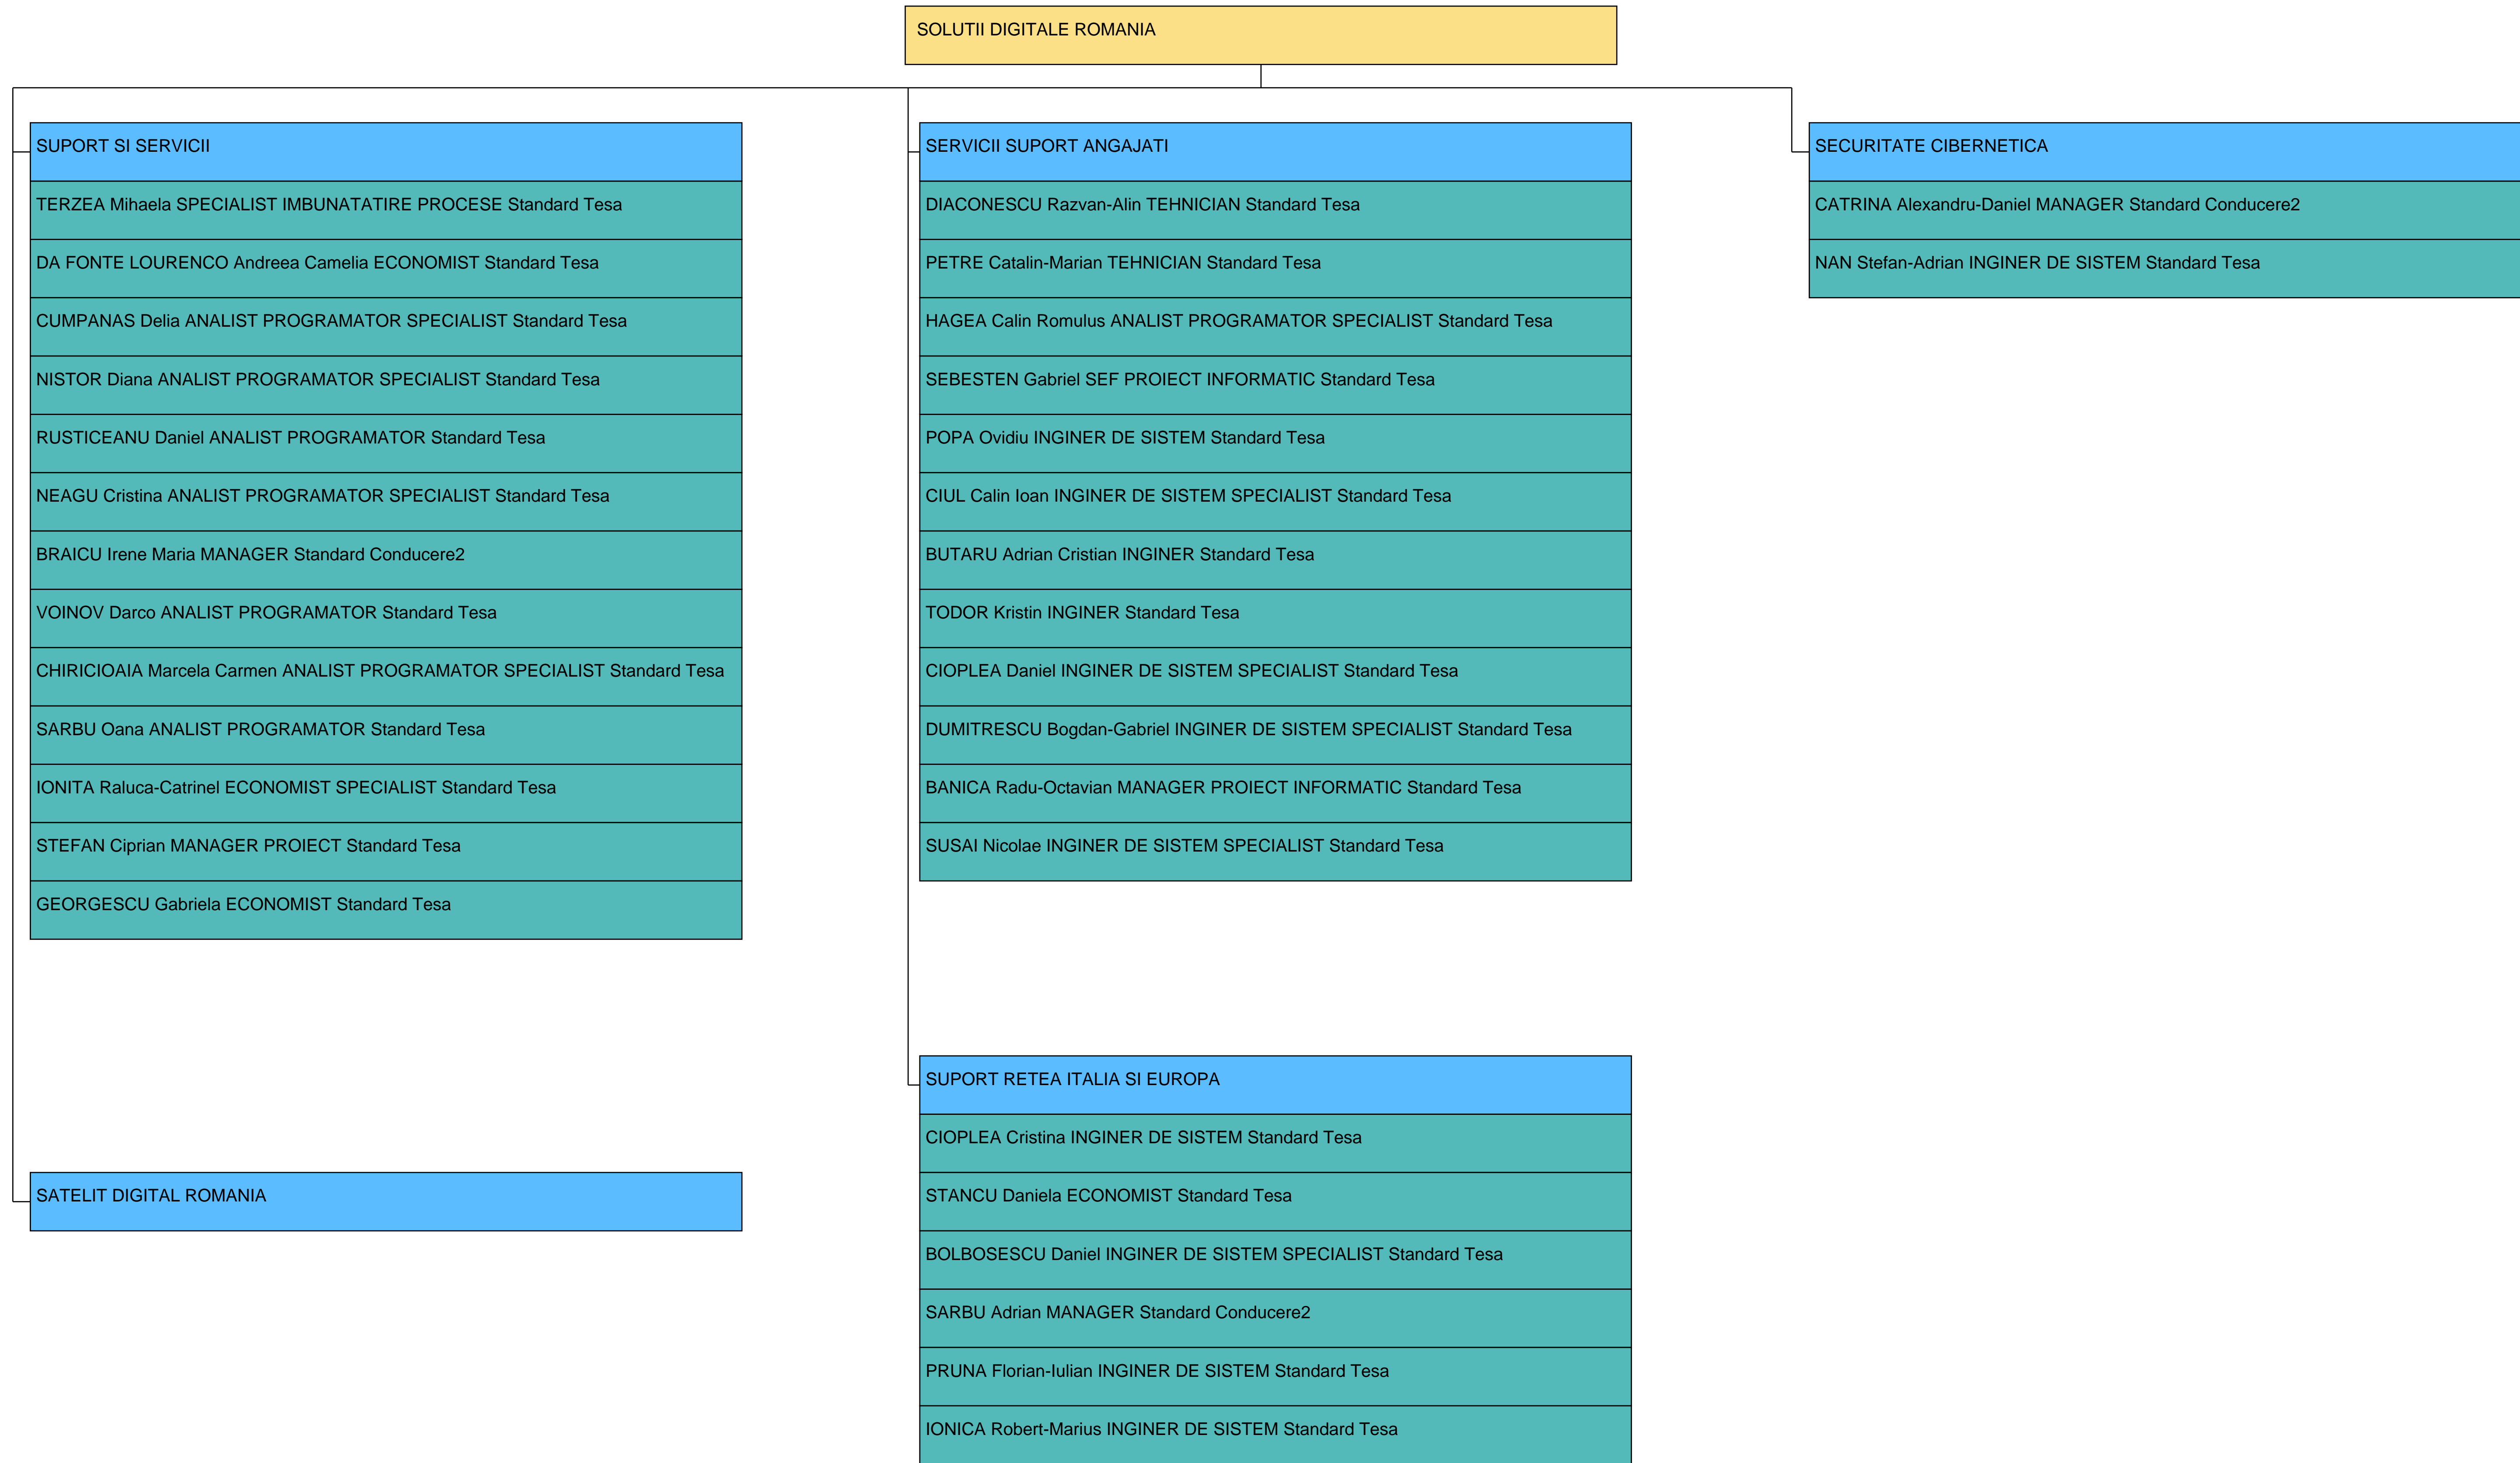 SOLUTII DIGITALE ROMANIA
SUPORT SI SERVICII
TERZEA Mihaela SPECIALIST IMBUNATATIRE PROCESE Standard Tesa
DA FONTE LOURENCO Andreea Camelia ECONOMIST Standard Tesa
CUMPANAS Delia ANALIST PROGRAMATOR SPECIALIST Standard Tesa
NISTOR Diana ANALIST PROGRAMATOR SPECIALIST Standard Tesa
RUSTICEANU Daniel ANALIST PROGRAMATOR Standard Tesa
NEAGU Cristina ANALIST PROGRAMATOR SPECIALIST Standard Tesa
BRAICU Irene Maria MANAGER Standard Conducere2
VOINOV Darco ANALIST PROGRAMATOR Standard Tesa
CHIRICIOAIA Marcela Carmen ANALIST PROGRAMATOR SPECIALIST Standard Tesa
SARBU Oana ANALIST PROGRAMATOR Standard Tesa
IONITA Raluca-Catrinel ECONOMIST SPECIALIST Standard Tesa
STEFAN Ciprian MANAGER PROIECT Standard Tesa
GEORGESCU Gabriela ECONOMIST Standard Tesa
SATELIT DIGITAL ROMANIA
SERVICII SUPORT ANGAJATI
DIACONESCU Razvan-Alin TEHNICIAN Standard Tesa
PETRE Catalin-Marian TEHNICIAN Standard Tesa
HAGEA Calin Romulus ANALIST PROGRAMATOR SPECIALIST Standard Tesa
SEBESTEN Gabriel SEF PROIECT INFORMATIC Standard Tesa
POPA Ovidiu INGINER DE SISTEM Standard Tesa
CIUL Calin Ioan INGINER DE SISTEM SPECIALIST Standard Tesa
BUTARU Adrian Cristian INGINER Standard Tesa
TODOR Kristin INGINER Standard Tesa
CIOPLEA Daniel INGINER DE SISTEM SPECIALIST Standard Tesa
DUMITRESCU Bogdan-Gabriel INGINER DE SISTEM SPECIALIST Standard Tesa
BANICA Radu-Octavian MANAGER PROIECT INFORMATIC Standard Tesa
SUSAI Nicolae INGINER DE SISTEM SPECIALIST Standard Tesa
SUPORT RETEA ITALIA SI EUROPA
CIOPLEA Cristina INGINER DE SISTEM Standard Tesa
STANCU Daniela ECONOMIST Standard Tesa
BOLBOSESCU Daniel INGINER DE SISTEM SPECIALIST Standard Tesa
SARBU Adrian MANAGER Standard Conducere2
PRUNA Florian-Iulian INGINER DE SISTEM Standard Tesa
IONICA Robert-Marius INGINER DE SISTEM Standard Tesa
SECURITATE CIBERNETICA
CATRINA Alexandru-Daniel MANAGER Standard Conducere2
NAN Stefan-Adrian INGINER DE SISTEM Standard Tesa